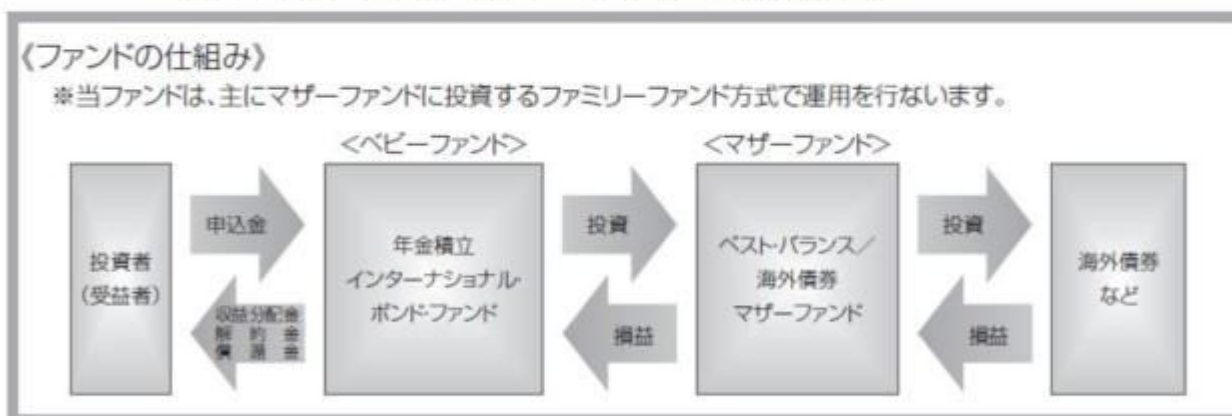 《ファンドの仕組み》
※当ファンドは、主にマザーファンドに投資するファミリーファンド方式で運用を行ないます。
<ベビーファンド>
<マザーファンド>
投資者
(受益者)
申込金
収益分配金
解約金
償還金
年金積立
インターナショナル・
ボンド・ファンド
投資
損益
ベスト・バランス/
海外債券
マザーファンド
投資
損益
海外債券
など